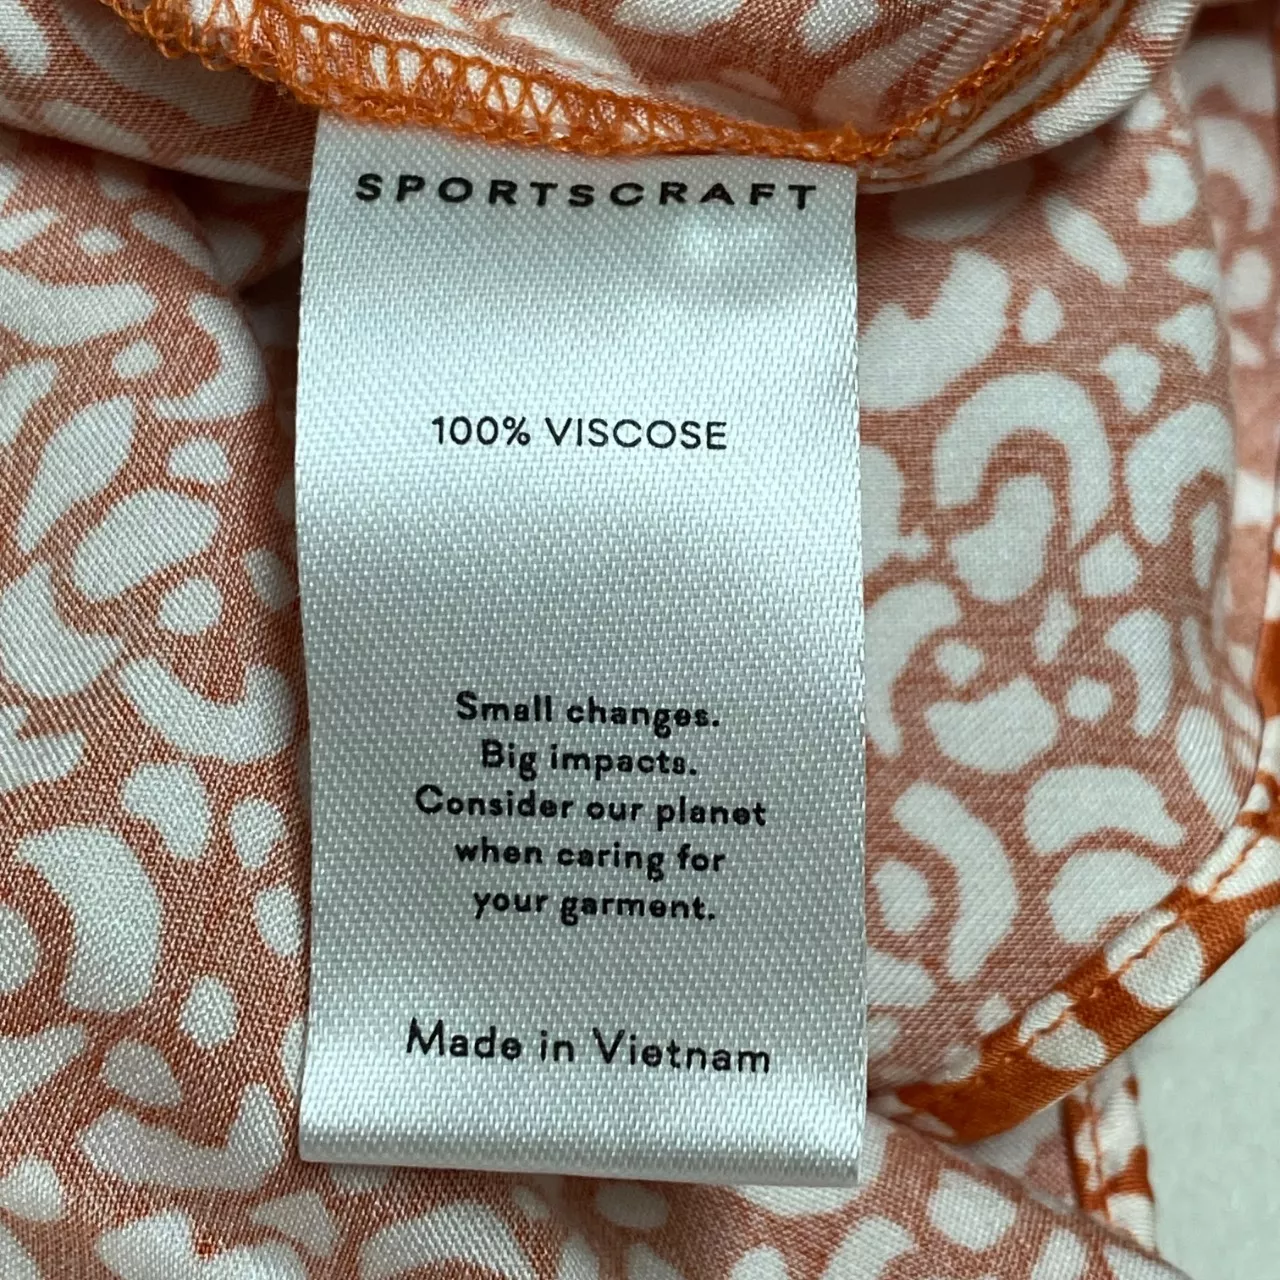 SPORTSCRAFT
100% VISCOSE
Small changes.
Big impacts.
Consider our planet
when caring for
your garment.
Made in Vietnam